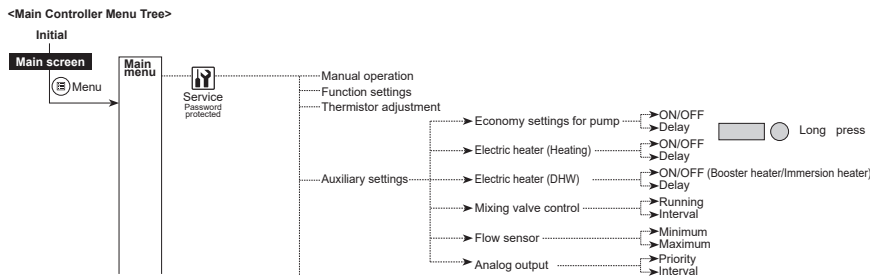 <Main Controller Menu Tree>
Initial
Main screen
Menu
Main
menu
Service
Password
protected
Manual operation
Function settings
Thermistor adjustment
Auxiliary settings
Economy settings for pump
ON/OFF
Delay
Long press
Electric heater (Heating)
ON/OFF
Delay
Electric heater (DHW)
ON/OFF (Booster heater/Immersion heater)
Delay
Mixing valve control
Running
Interval
Flow sensor
Minimum
Maximum
Analog output
Priority
Interval